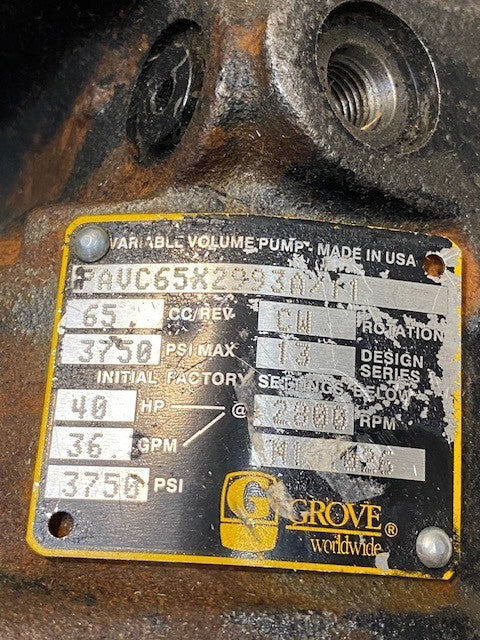 VARIABLE VOLUME PUMP MADE IN USA
65. CC/REV CW ROTATION
3750 PSI MAX 13 DESIGN SERIES
INITIAL FACTORY SETTINGS BELOW
40 HP @ 2800 RPM
36. GPM
3750 PSI
G GROVE®
worldwide